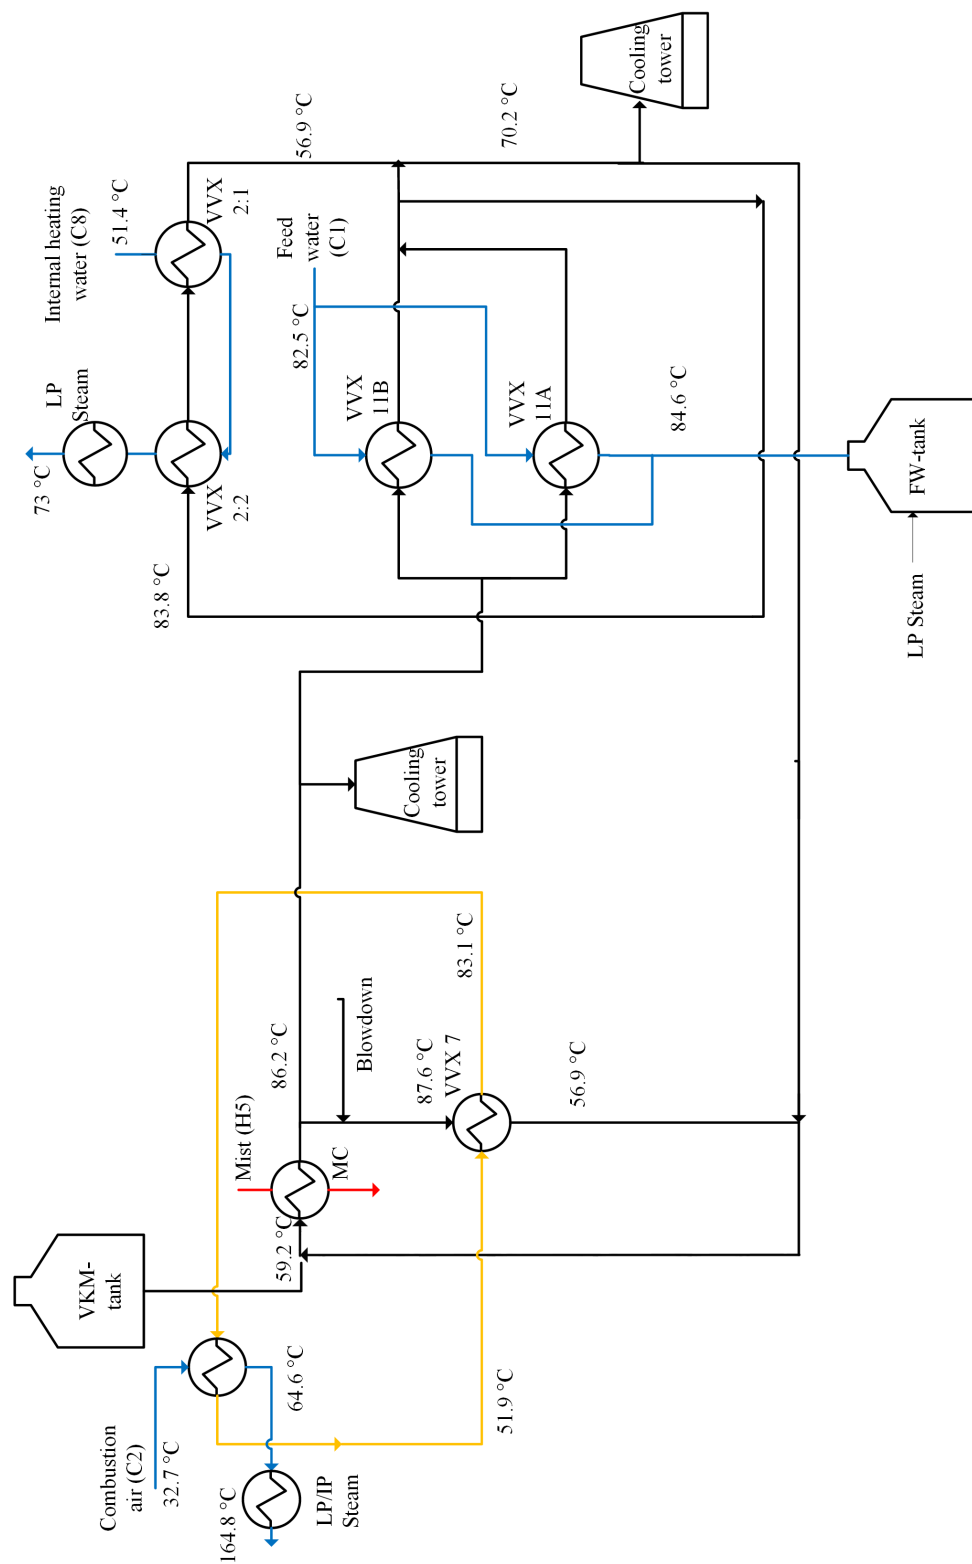 Combustion
air (C2)
32.7 °C
164.8 °C
LP/IP
Steam
64.6 °C
51.9 °C
VKM-
tank
59.2 °C
Mist (H5)
MC
86.2 °C
Blowdown
87.6 °C
VVX 7
83.1 °C
56.9 °C
Cooling
tower
83.8 °C
73 °C
LP
Steam
VVX
2:2
Internal heating
water (C8)
51.4 °C
VVX
2:1
56.9 °C
Feed
water
(C1)
82.5 °C
VVX
11B
VVX
11A
84.6 °C
70.2 °C
Cooling
tower
LP Steam
FW-tank